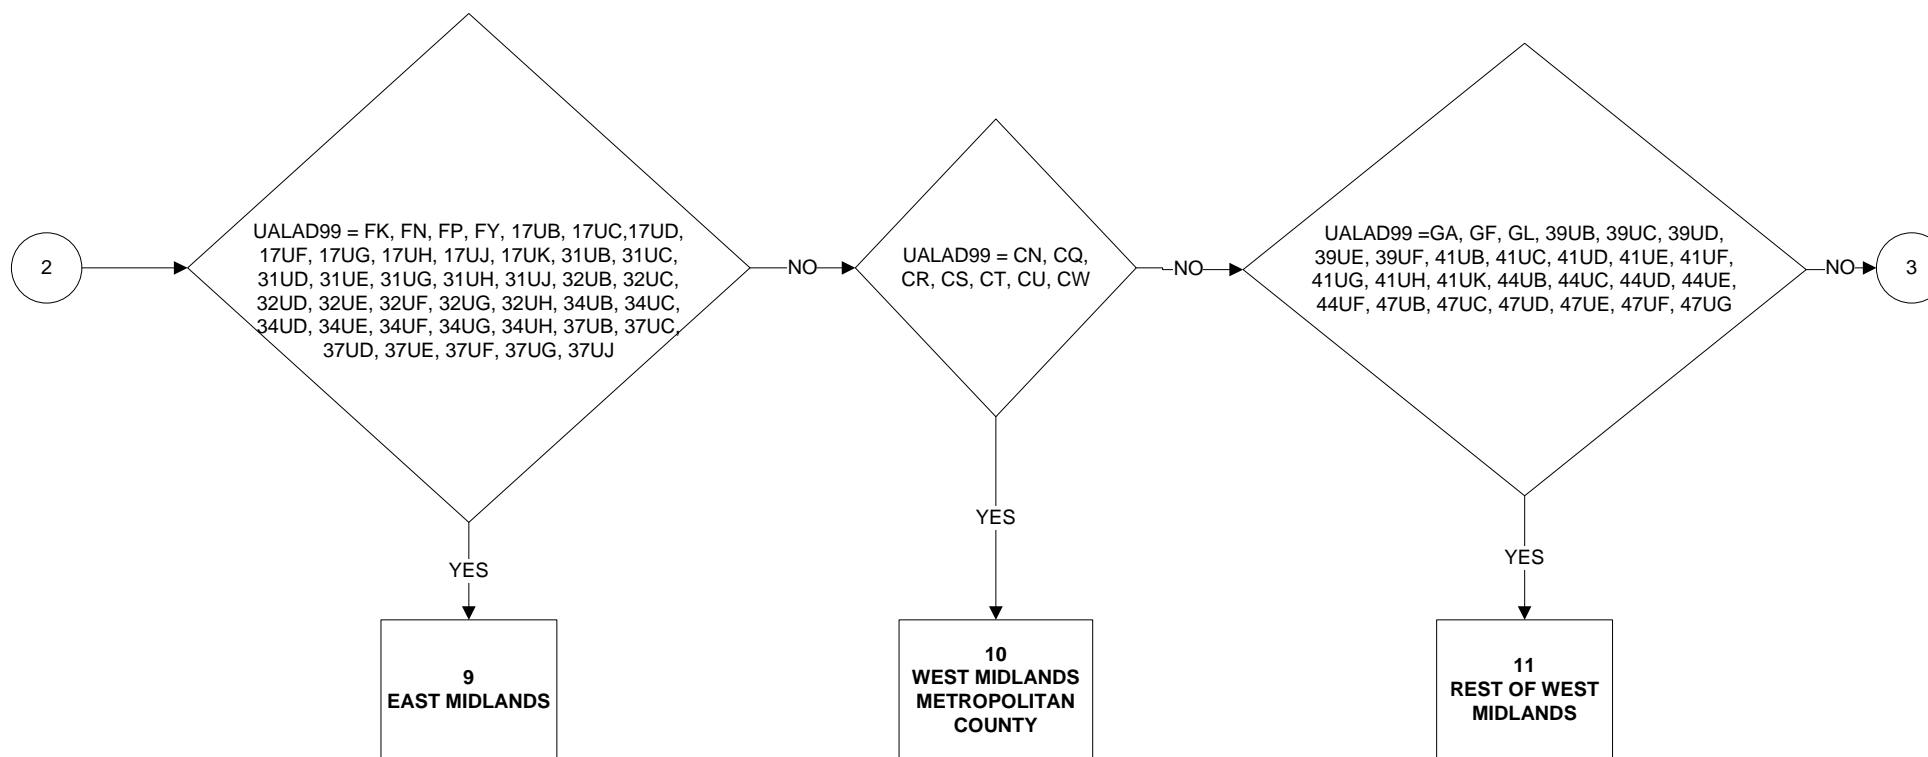 2
UALAD99 = FK, FN, FP, FY, 17UB, 17UC,17UD,
17UF, 17UG, 17UH, 17UJ, 17UK, 31UB, 31UC,
31UD, 31UE, 31UG, 31UH, 31UJ, 32UB, 32UC,
32UD, 32UE, 32UF, 32UG, 32UH, 34UB, 34UC,
34UD, 34UE, 34UF, 34UG, 34UH, 37UB, 37UC,
37UD, 37UE, 37UF, 37UG, 37UJ
NO
UALAD99 = CN, CQ,
CR, CS, CT, CU, CW
NO
UALAD99 =GA, GF, GL, 39UB, 39UC, 39UD,
39UE, 39UF, 41UB, 41UC, 41UD, 41UE, 41UF,
41UG, 41UH, 41UK, 44UB, 44UC, 44UD, 44UE,
44UF, 47UB, 47UC, 47UD, 47UE, 47UF, 47UG
NO
3
YES
YES
YES
9
EAST MIDLANDS
10
WEST MIDLANDS
METROPOLITAN
COUNTY
11
REST OF WEST
MIDLANDS